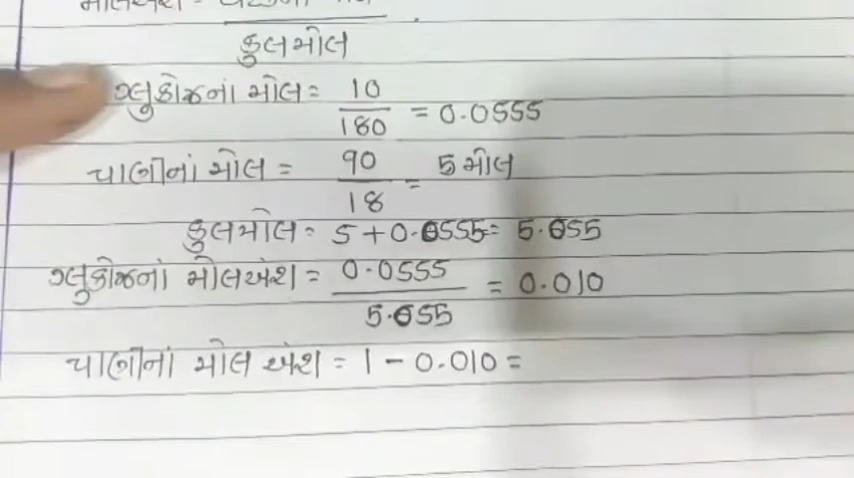 કુલમોલ
ગ્લુકોઝનાં મોલ = 10 / 180 = 0.0555
પાણીનાં મોલ = 90 / 18 = 5 મોલ
કુલમોલ = 5 + 0.0555 = 5.055
ગ્લુકોઝનાં મોલઅંશ = 0.0555 / 5.055 = 0.010
પાણીનાં મોલ અંશ = 1 - 0.010 =